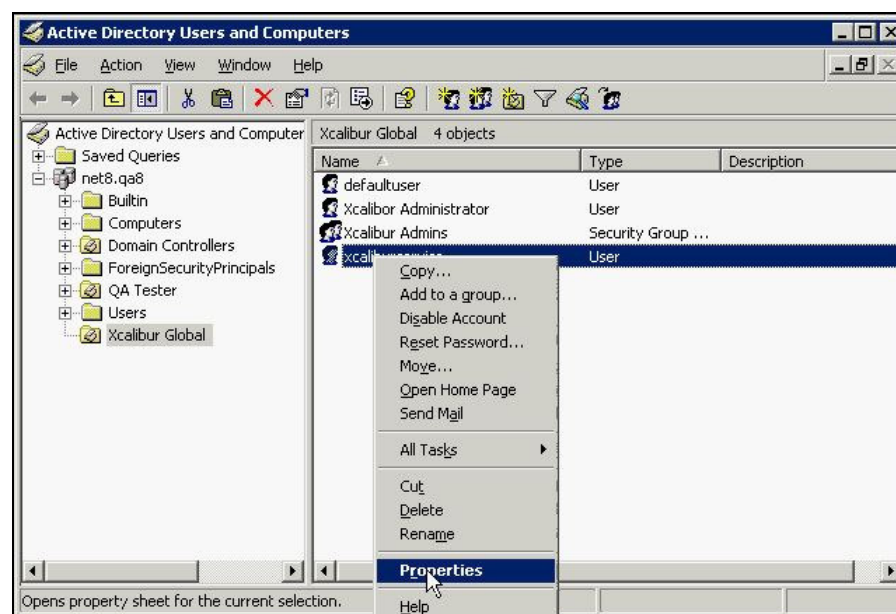 Active Directory Users and Computers
File Action View Window Help
Active Directory Users and Computer
Saved Queries
net8.qa8
Builtin
Computers
Domain Controllers
ForeignSecurityPrincipals
QA Tester
Users
Xcalibur Global
Xcalibur Global 4 objects
Name Type Description
defaultuser User
Xcalibor Administrator User
Xcalibur Admins Security Group ...
User
Copy...
Add to a group...
Disable Account
Reset Password...
Move...
Open Home Page
Send Mail
All Tasks
Cut
Delete
Rename
Properties
Help
Opens property sheet for the current selection.